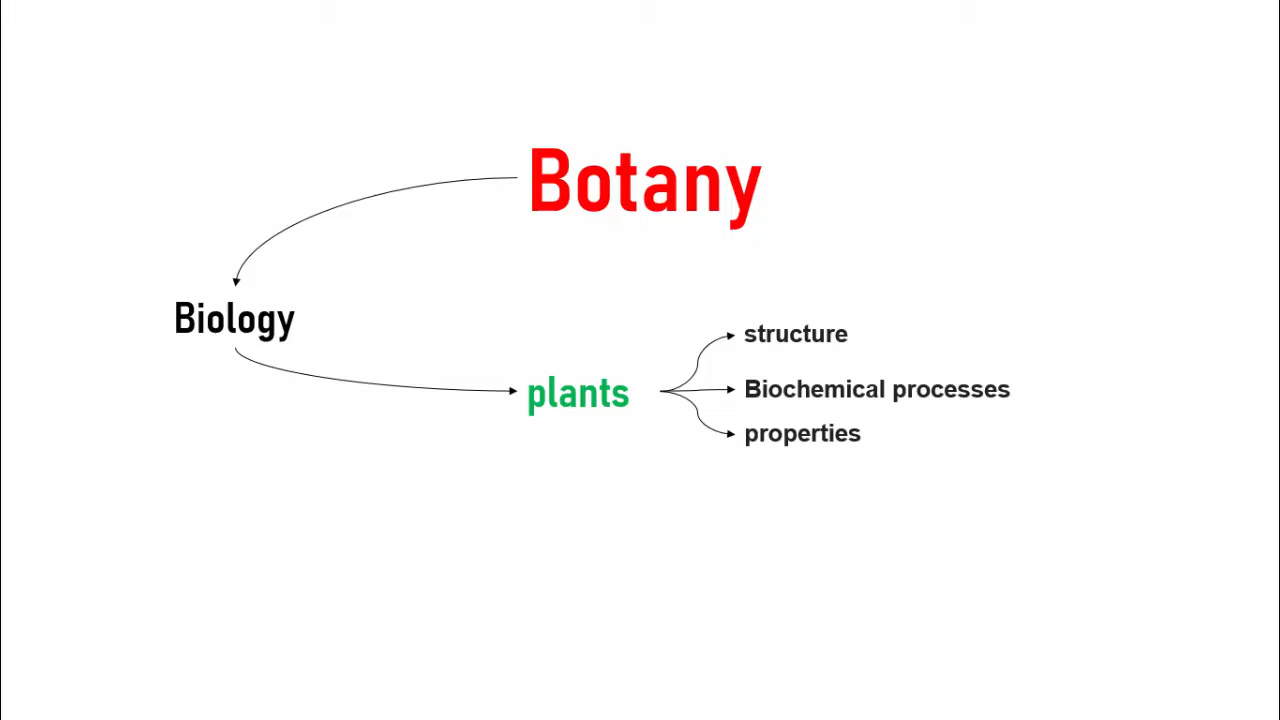 Botany
Biology
structure
plants
Biochemical processes
properties